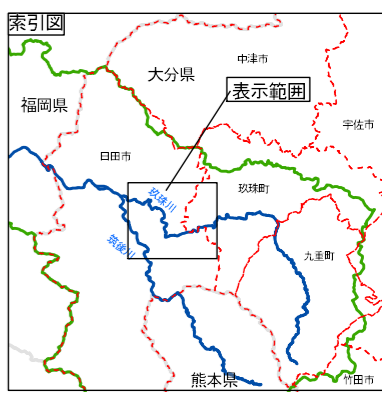 索引図
大分県
中津市
福岡県
表示範囲
宇佐市
日田市
玖珠町
玖珠川
筑後川
九重町
熊本県
竹田市